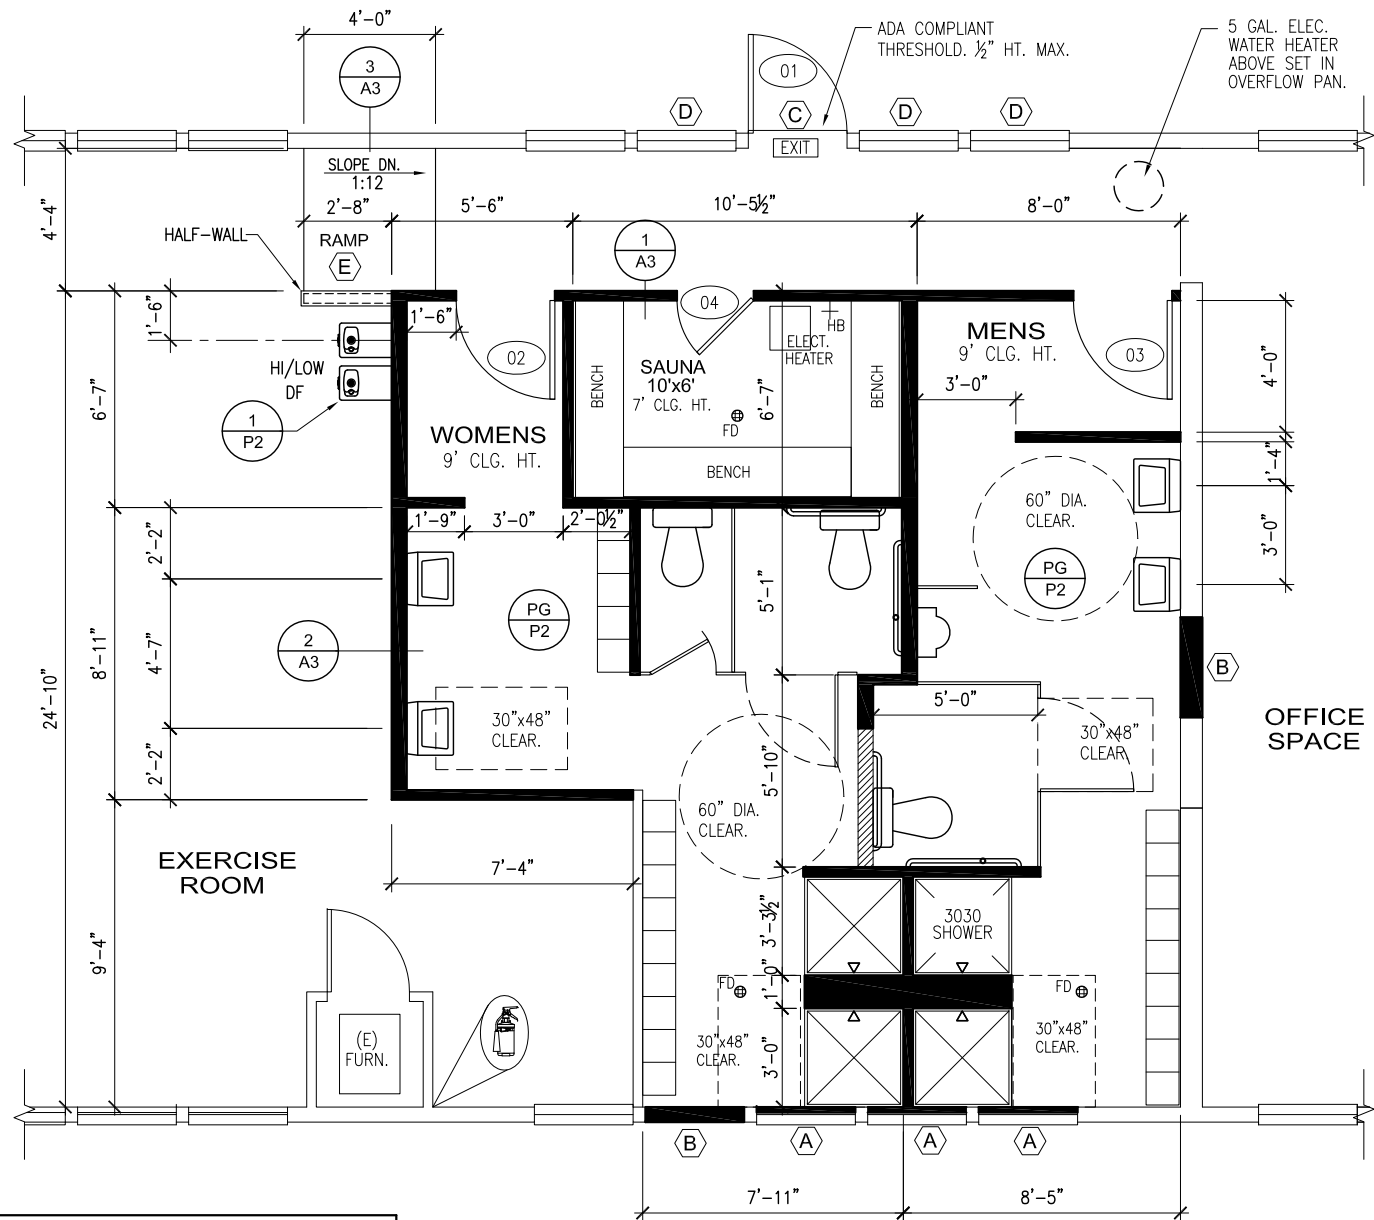 4'-0"
3
A3
01
ADA COMPLIANT
THRESHOLD. ½" HT. MAX.
5 GAL. ELEC.
WATER HEATER
ABOVE SET IN
OVERFLOW PAN.
D
C
D
D
EXIT
SLOPE DN.
1:12
4'-4"
2'-8"
5'-6"
10'-5½"
8'-0"
HALF-WALL
RAMP
E
1
A3
1'-6"
1'-6"
04
HB
ELECT.
HEATER
MENS
9' CLG. HT.
03
02
4'-0"
HI/LOW
DF
SAUNA
10'x6'
7' CLG. HT.
BENCH
BENCH
3'-0"
6'-7"
6'-7"
1
P2
FD
WOMENS
9' CLG. HT.
BENCH
1'-4"
60" DIA.
CLEAR.
1'-9"
3'-0"
2'-0½"
3'-0"
2'-2"
PG
P2
PG
P2
5'-1"
2
A3
8'-11"
4'-7"
24'-10"
B
5'-0"
30"x48"
CLEAR.
30"x48"
CLEAR.
OFFICE
SPACE
2'-2"
5'-10"
60" DIA.
CLEAR.
EXERCISE
ROOM
7'-4"
9'-4"
3'-3½"
3030
SHOWER
1'-0"
FD
FD
(E)
FURN.
30"x48"
CLEAR.
30"x48"
CLEAR.
3'-0"
B
A
A
A
7'-11"
8'-5"